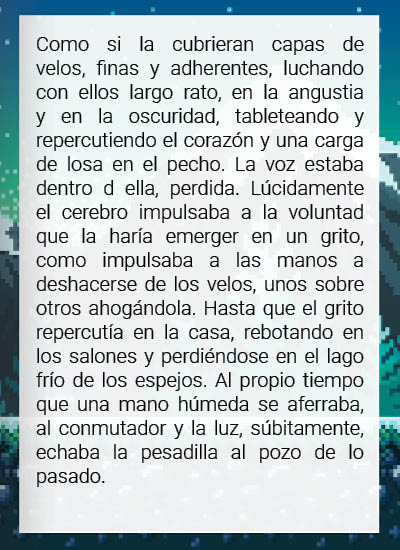 Como si la cubrieran capas de
velos, finas y adherentes, luchando
con ellos largo rato, en la angustia
y en la oscuridad, tableteando y
repercutiendo el corazón y una carga
de losa en el pecho. La voz estaba
dentro d ella, perdida. Lúcidamente
el cerebro impulsaba a la voluntad
que la haría emerger en un grito,
como impulsaba a las manos a
deshacerse de los velos, unos sobre
otros ahogándola. Hasta que el grito
repercutía en la casa, rebotando en
los salones y perdiéndose en el lago
frío de los espejos. Al propio tiempo
que una mano húmeda se aferraba,
al conmutador y la luz, súbitamente,
echaba la pesadilla al pozo de lo
pasado.